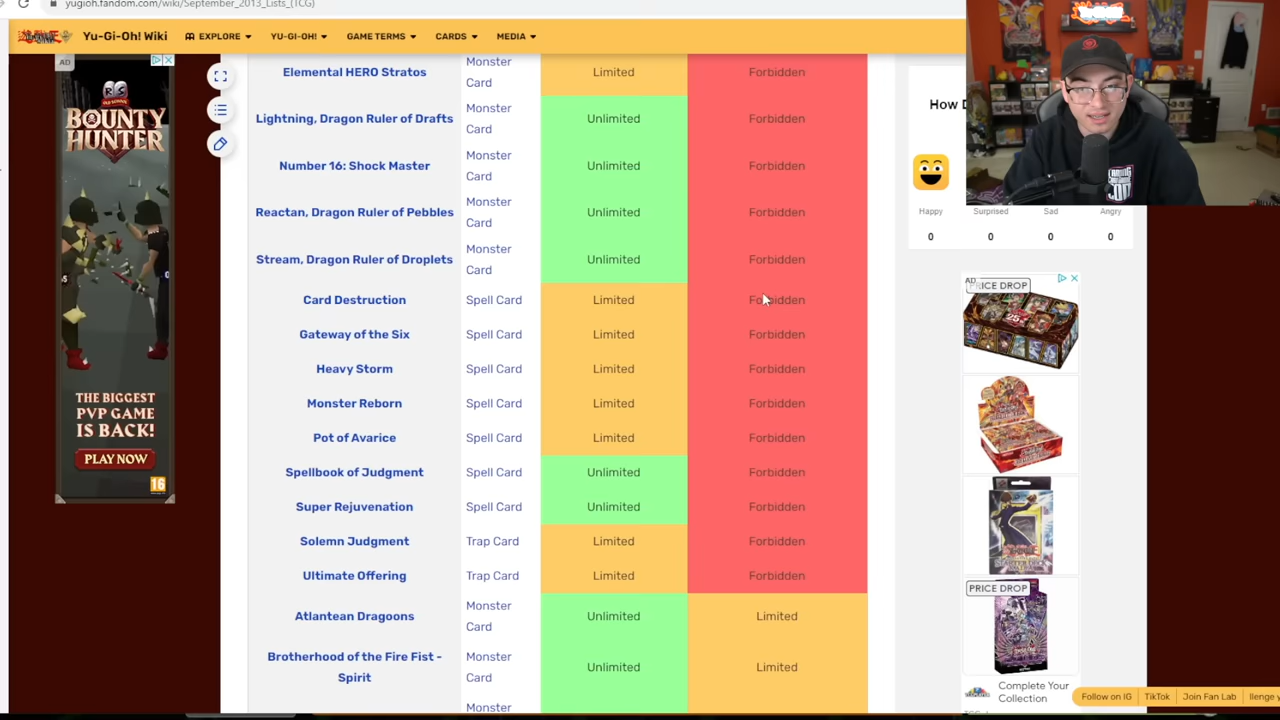 yugioh.fandom.com/wiki/September_2013_Lists_(TCG)
Yu-Gi-Oh! Wiki
EXPLORE
YU-GI-OH!
GAME TERMS
CARDS
MEDIA
AD
OLD SCHOOL
RS
BOUNTY
HUNTER
THE BIGGEST
PVP GAME
IS BACK!
PLAY NOW
16
Elemental HERO Stratos Monster Card Limited Forbidden
Lightning, Dragon Ruler of Drafts Monster Card Unlimited Forbidden
Number 16: Shock Master Monster Card Unlimited Forbidden
Reactan, Dragon Ruler of Pebbles Monster Card Unlimited Forbidden
Stream, Dragon Ruler of Droplets Monster Card Unlimited Forbidden
Card Destruction Spell Card Limited Forbidden
Gateway of the Six Spell Card Limited Forbidden
Heavy Storm Spell Card Limited Forbidden
Monster Reborn Spell Card Limited Forbidden
Pot of Avarice Spell Card Limited Forbidden
Spellbook of Judgment Spell Card Unlimited Forbidden
Super Rejuvenation Spell Card Unlimited Forbidden
Solemn Judgment Trap Card Limited Forbidden
Ultimate Offering Trap Card Limited Forbidden
Atlantean Dragoons Monster Card Unlimited Limited
Brotherhood of the Fire Fist - Spirit Monster Card Unlimited Limited
Monster
How D
Happy Surprised Sad Angry
0 0 0 0
AD
PRICE DROP
25
PRICE DROP
Complete Your
Collection
Follow on IG TikTok Join Fan Lab llenge y